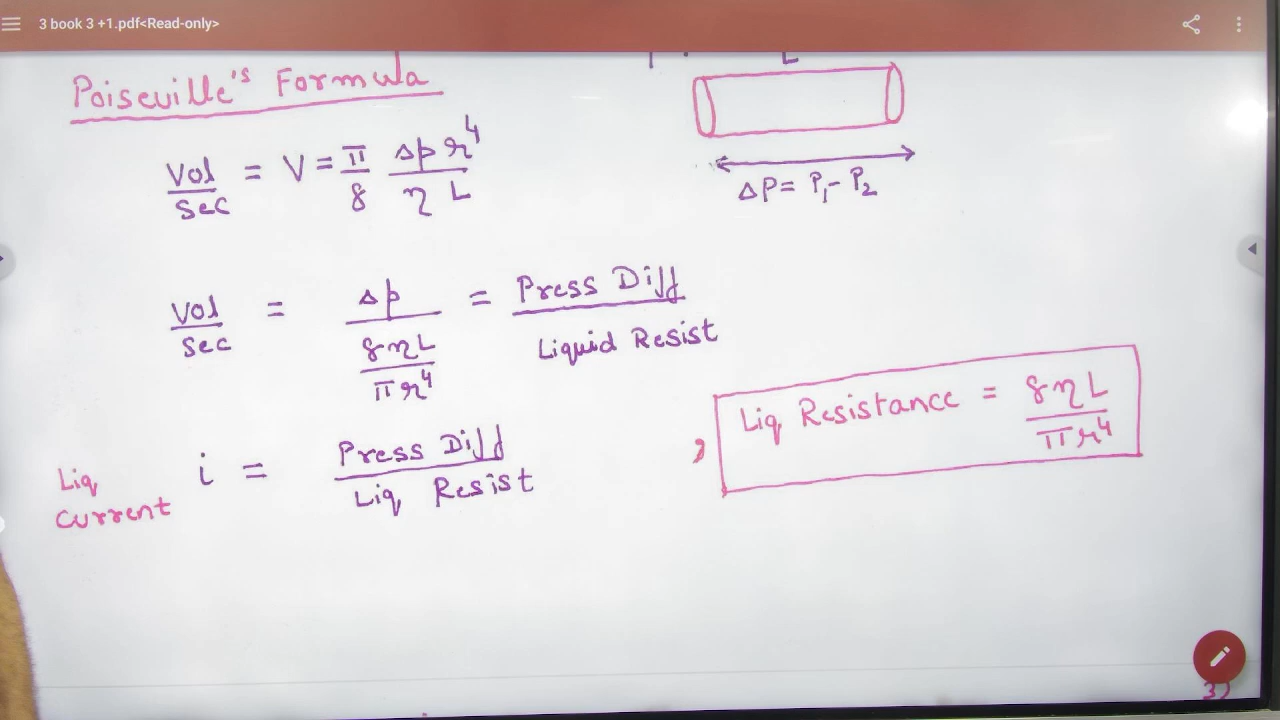 3 book 3 +1.pdf<Read-only>
Poiseville's Formula
L
Vol/sec = V = π/8 Δp r⁴/η L
ΔP = P₁ - P₂
Vol/sec = Δp/(8ηL/πr⁴) = Press Diff/Liquid Resist
Liq Resistance = 8ηL/πr⁴
Liq Current i = Press Diff/Liq Resist